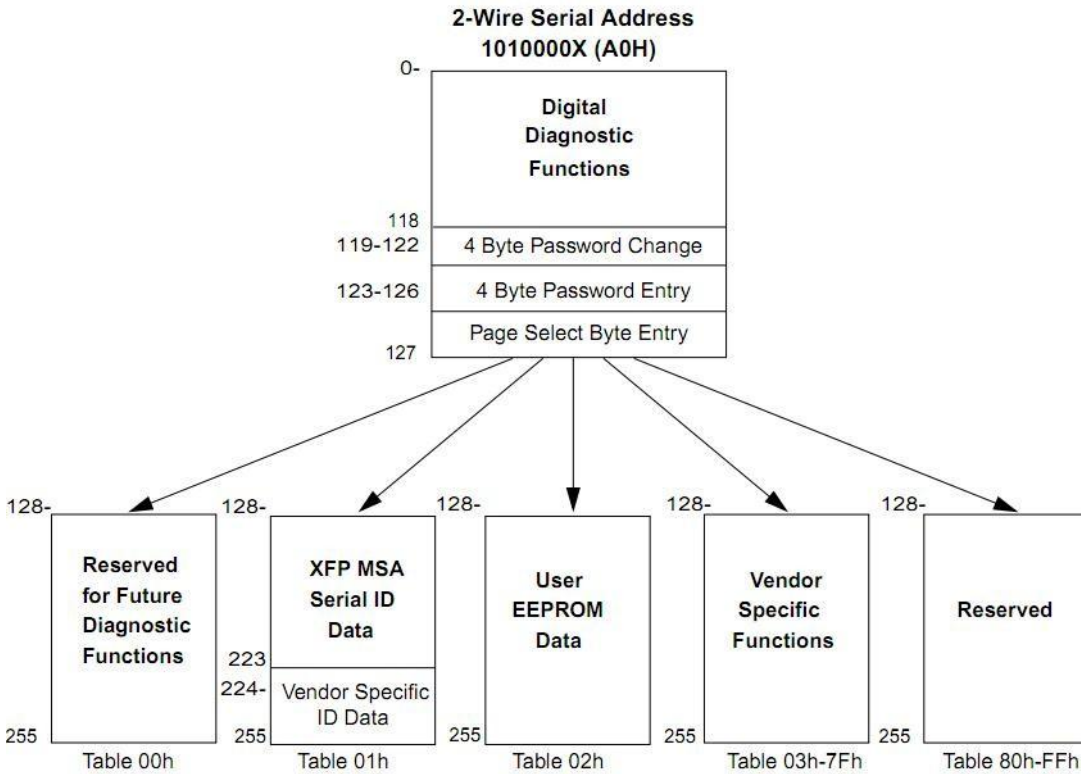 2-Wire Serial Address
1010000X (A0H)
0-
Digital
Diagnostic
Functions
118
119-122
4 Byte Password Change
123-126
4 Byte Password Entry
Page Select Byte Entry
127
128-
Reserved
for Future
Diagnostic
Functions
255
Table 00h
128-
XFP MSA
Serial ID
Data
223
224-
Vendor Specific
ID Data
255
Table 01h
128-
User
EEPROM
Data
255
Table 02h
128-
Vendor
Specific
Functions
255
Table 03h-7Fh
128-
Reserved
255
Table 80h-FFh